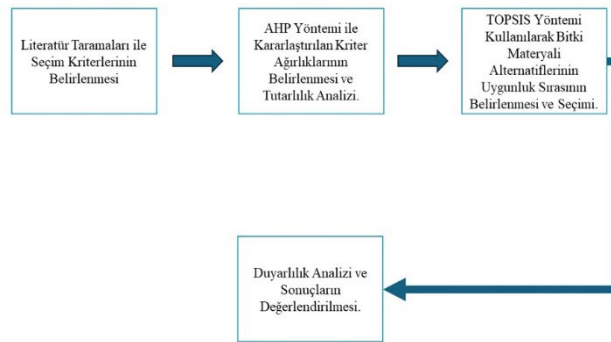 Literatür Taramaları ile
Seçim Kriterlerinin
Belirlenmesi
AHP Yöntemi ile
Kararlaştırılan Kriter
Ağırlıklarının
Belirlenmesi ve
Tutarlılık Analizi.
TOPSIS Yöntemi
Kullanılarak Bitki
Materyali
Alternatiflerinin
Uygunluk Sırasının
Belirlenmesi ve Seçimi.
Duyarlılık Analizi ve
Sonuçların
Değerlendirilmesi.